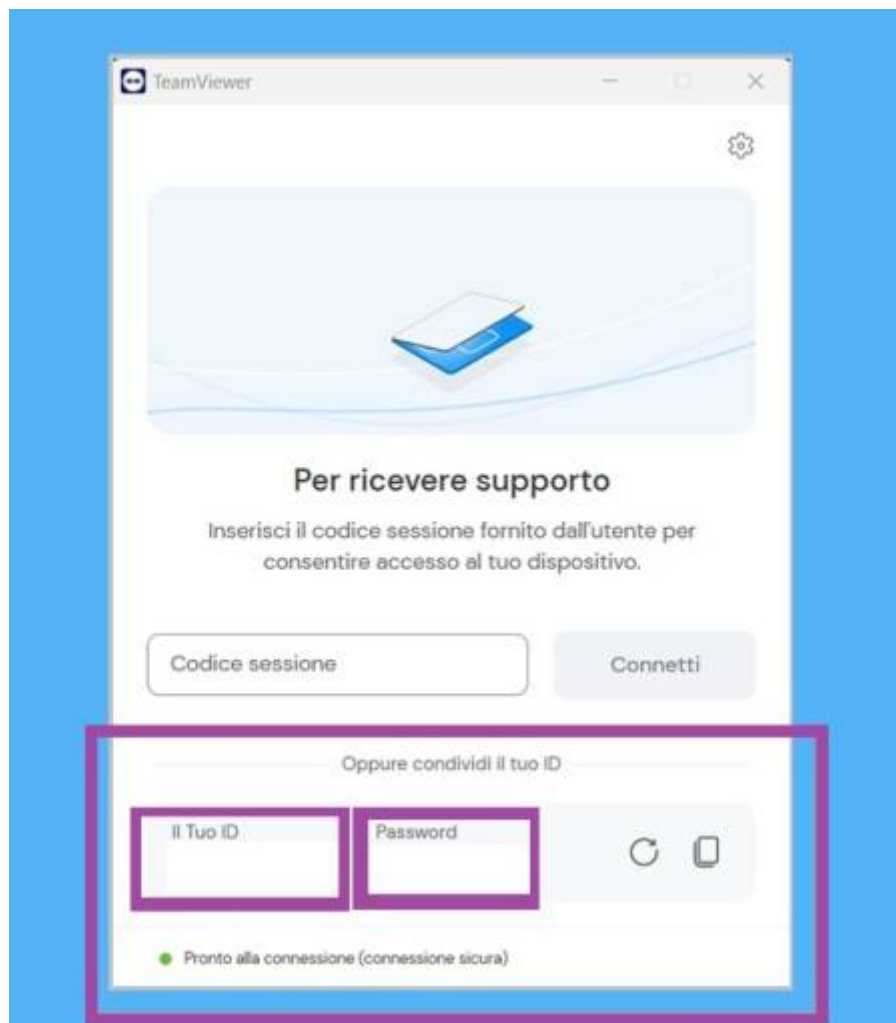 TeamViewer
Per ricevere supporto
Inserisci il codice sessione fornito dall'utente per
consentire accesso al tuo dispositivo.
Codice sessione
Connetti
Oppure condividi il tuo ID
Il Tuo ID
Password
Pronto alla connessione (connessione sicura)